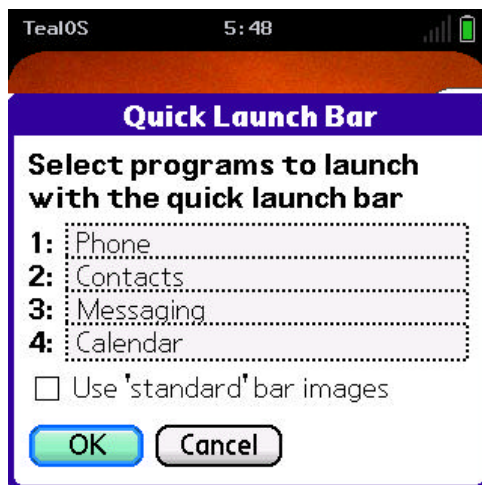 TealOS 5:48
Quick Launch Bar
Select programs to launch
with the quick launch bar
1: Phone
2: Contacts
3: Messaging
4: Calendar
Use 'standard' bar images
OK Cancel